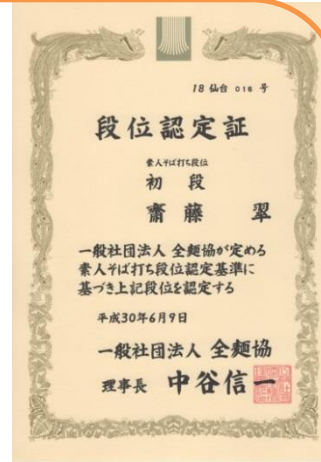 18 仙台 018 号
段位認定証
素人そば打ち段位
初 段
齋 藤 翠
一般社団法人 全麺協が定める
素人そば打ち段位認定基準に
基づき上記段位を認定する
平成30年6月9日
一般社団法人 全麺協
理事長 中谷信一